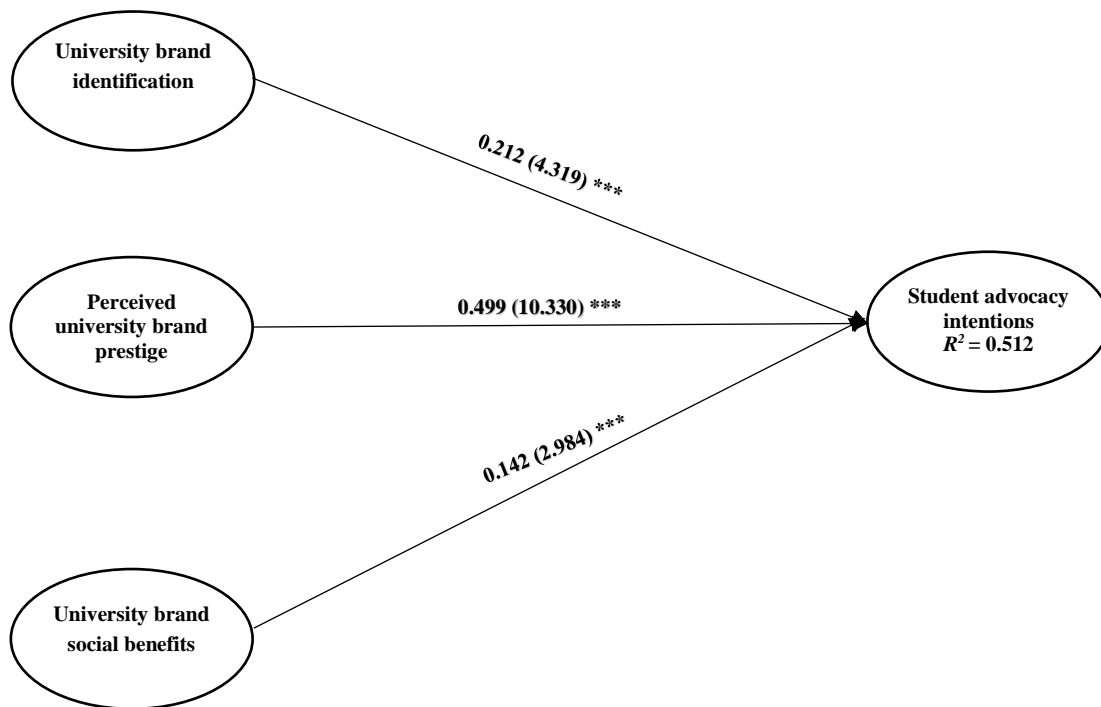 University brand
identification
0.212 (4.319) ***
Perceived
university brand
prestige
0.499 (10.330) ***
Student advocacy
intentions
R² = 0.512
0.142 (2.984) ***
University brand
social benefits